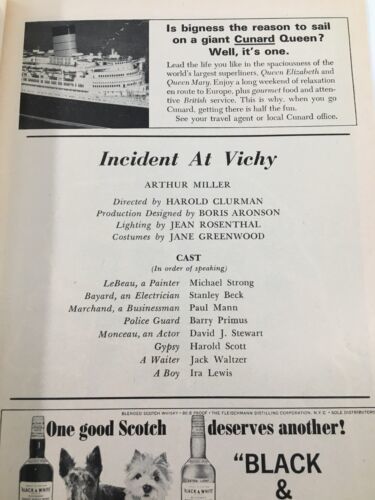 Is bigness the reason to sail
on a giant Cunard Queen?
Well, it's one.
Lead the life you like in the spaciousness of the
world's largest superliners, Queen Elizabeth and
Queen Mary. Enjoy a long weekend of relaxation
en route to Europe, plus gourmet food and atten-
tive British service. This is why, when you go
Cunard, getting there is half the fun.
See your travel agent or local Cunard office.
Incident At Vichy
ARTHUR MILLER
Directed by HAROLD CLURMAN
Production Designed by BORIS ARONSON
Lighting by JEAN ROSENTHAL
Costumes by JANE GREENWOOD
CAST
(In order of speaking)
LeBeau, a Painter Michael Strong
Bayard, an Electrician Stanley Beck
Marchand, a Businessman Paul Mann
Police Guard Barry Primus
Monceau, an Actor David J. Stewart
Gypsy Harold Scott
A Waiter Jack Waltzer
A Boy Ira Lewis
BLENDED SCOTCH WHISKY • 86.8 PROOF • THE FLEISCHMANN DISTILLING CORPORATION, N.Y.C • SOLE DISTRIBUTORS
One good Scotch deserves another!
"BLACK
&
BLACK & WHITE